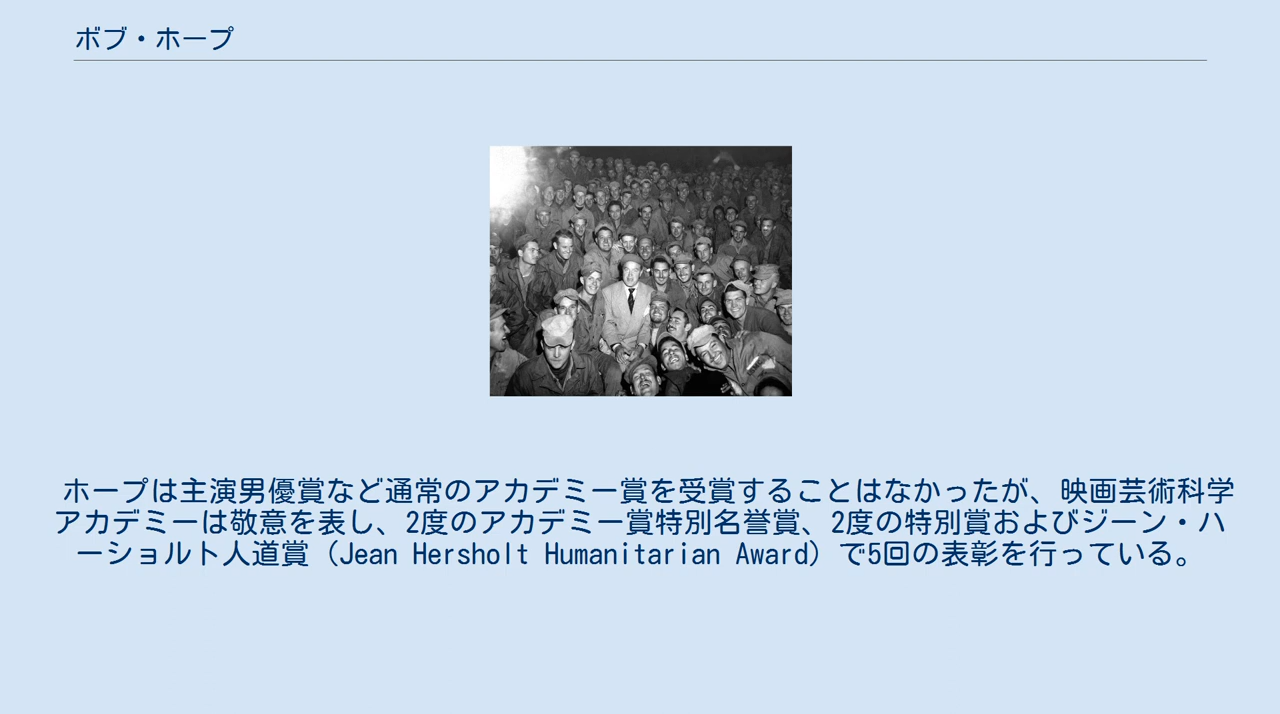 ボブ・ホープ
ホープは主演男優賞など通常のアカデミー賞を受賞することはなかったが、映画芸術科学
アカデミーは敬意を表し、2度のアカデミー賞特別名誉賞、2度の特別賞およびジーン・ハ
ーショルト人道賞（Jean Hersholt Humanitarian Award）で5回の表彰を行っている。